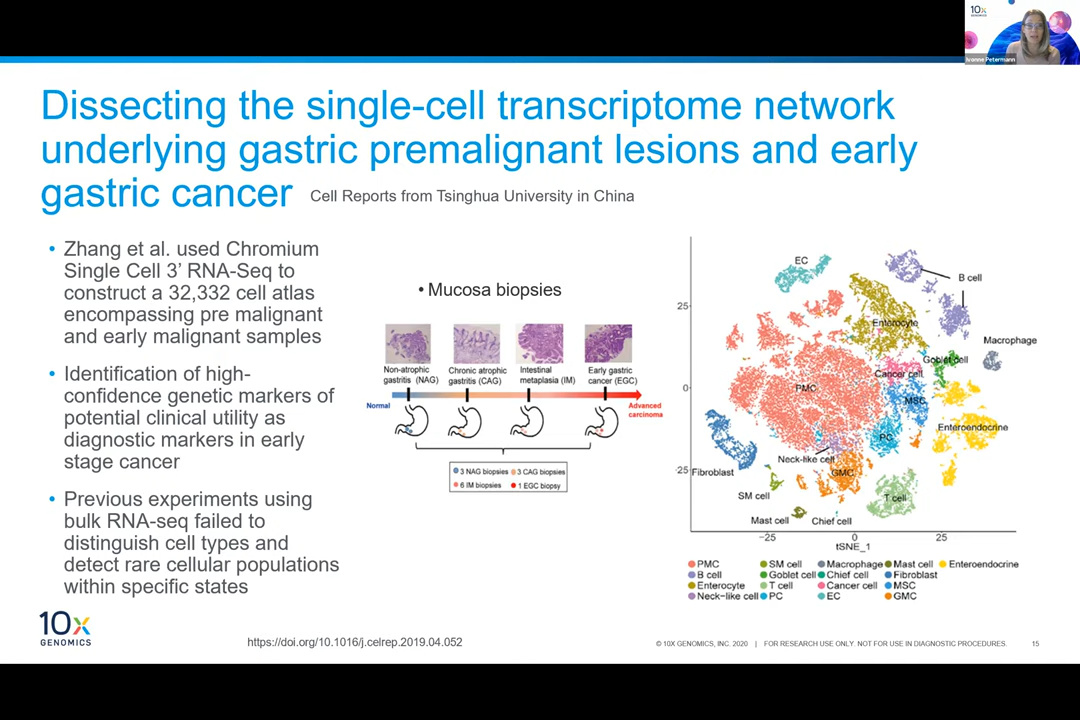 10x
GENOMICS
Ivonne Petermann
Dissecting the single-cell transcriptome network
underlying gastric premalignant lesions and early
gastric cancer Cell Reports from Tsinghua University in China
• Zhang et al. used Chromium
Single Cell 3’ RNA-Seq to
construct a 32,332 cell atlas
encompassing pre malignant
and early malignant samples
• Identification of high-
confidence genetic markers of
potential clinical utility as
diagnostic markers in early
stage cancer
• Previous experiments using
bulk RNA-seq failed to
distinguish cell types and
detect rare cellular populations
within specific states
• Mucosa biopsies
Non-atrophic
gastritis (NAG)
Chronic atrophic
gastritis (CAG)
Intestinal
metaplasia (IM)
Early gastric
cancer (EGC)
Normal
Advanced
carcinoma
3 NAG biopsies 3 CAG biopsies
6 IM biopsies 1 EGC biopsy
EC
B cell
25
Enterocyte
Macrophage
Goblet cell
Cancer cell
0
PMC
MSC
Enteroendocrine
PC
Neck-like cell
-25
Fibroblast
GMC
SM cell
T cell
Mast cell
Chief cell
−25 0 25
tSNE_1
PMC SM cell Macrophage Mast cell Enteroendocrine
B cell Goblet cell Chief cell Fibroblast
Enterocyte T cell Cancer cell MSC
Neck−like cell PC EC GMC
10x
GENOMICS
https://doi.org/10.1016/j.celrep.2019.04.052
© 10X GENOMICS, INC. 2020 | FOR RESEARCH USE ONLY. NOT FOR USE IN DIAGNOSTIC PROCEDURES.
15